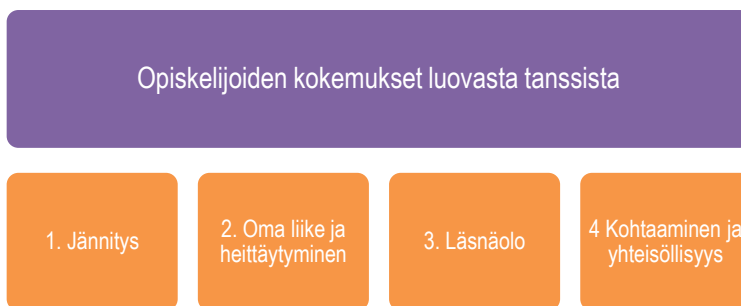 Opiskelijoiden kokemukset luovasta tanssista
1. Jännitys
2. Oma liike ja
heittäytyminen
3. Läsnäolo
4 Kohtaaminen ja
yhteisöllisyys